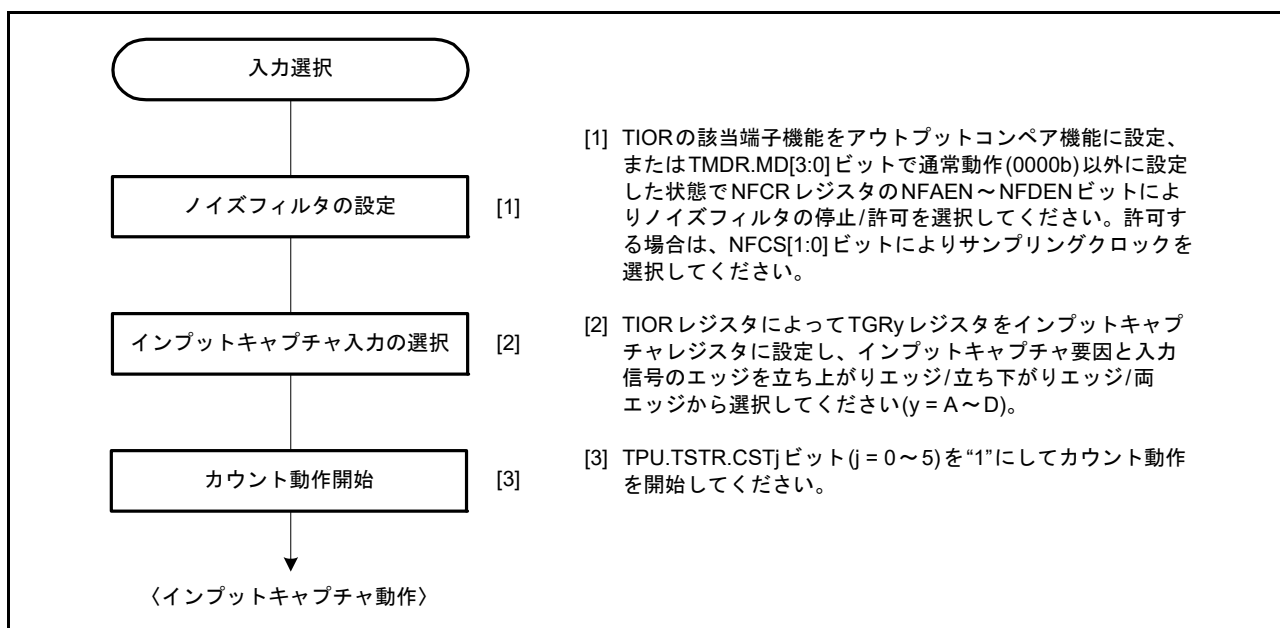 入力選択
ノイズフィルタの設定
[1]
[1] TIORの該当端子機能をアウトプットコンペア機能に設定、
またはTMDR.MD[3:0]ビットで通常動作(0000b)以外に設定
した状態でNFCRレジスタのNFAEN～NFDENビットによ
りノイズフィルタの停止/許可を選択してください。許可す
る場合は、NFCS[1:0]ビットによりサンプリングクロックを
選択してください。
インプットキャプチャ入力の選択
[2]
[2] TIORレジスタによってTGRyレジスタをインプットキャプ
チャレジスタに設定し、インプットキャプチャ要因と入力
信号のエッジを立ち上がりエッジ/立ち下がりエッジ/両
エッジから選択してください(y = A～D)。
カウント動作開始
[3]
[3] TPU.TSTR.CSTjビット(j = 0～5)を“1”にしてカウント動作
を開始してください。
〈インプットキャプチャ動作〉